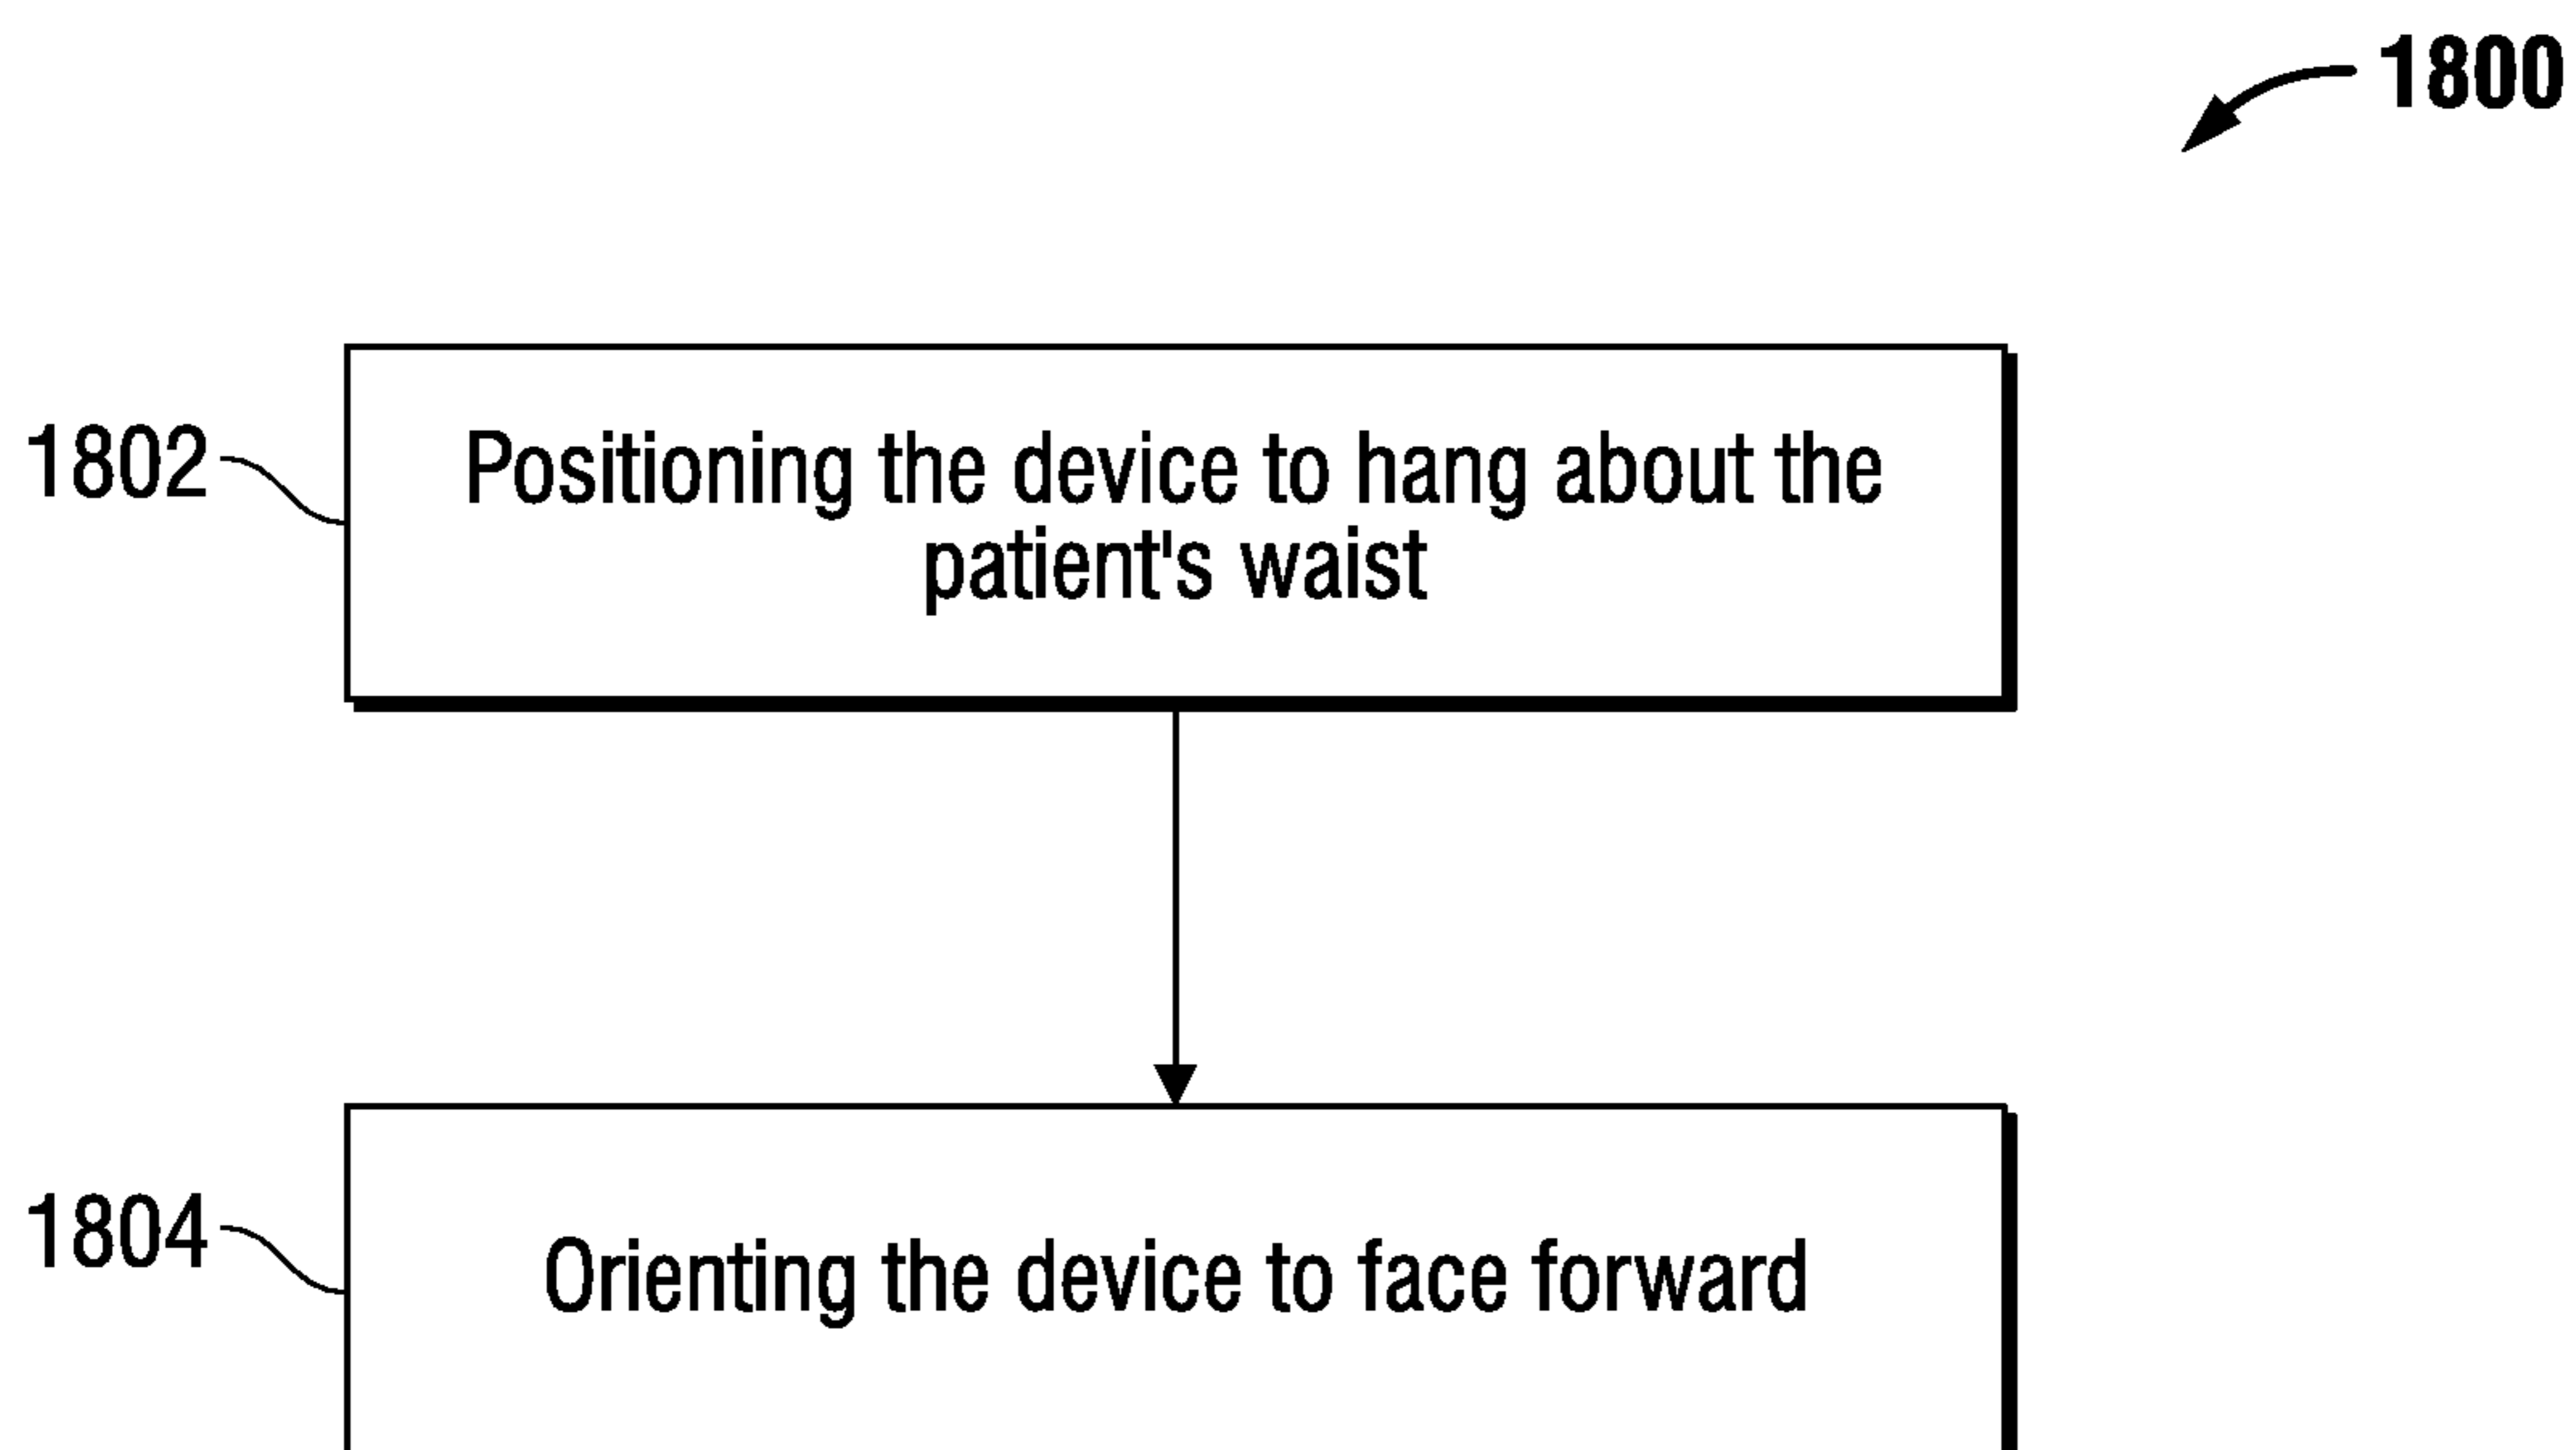 1800
1802
Positioning the device to hang about the
patient's waist
1804
Orienting the device to face forward